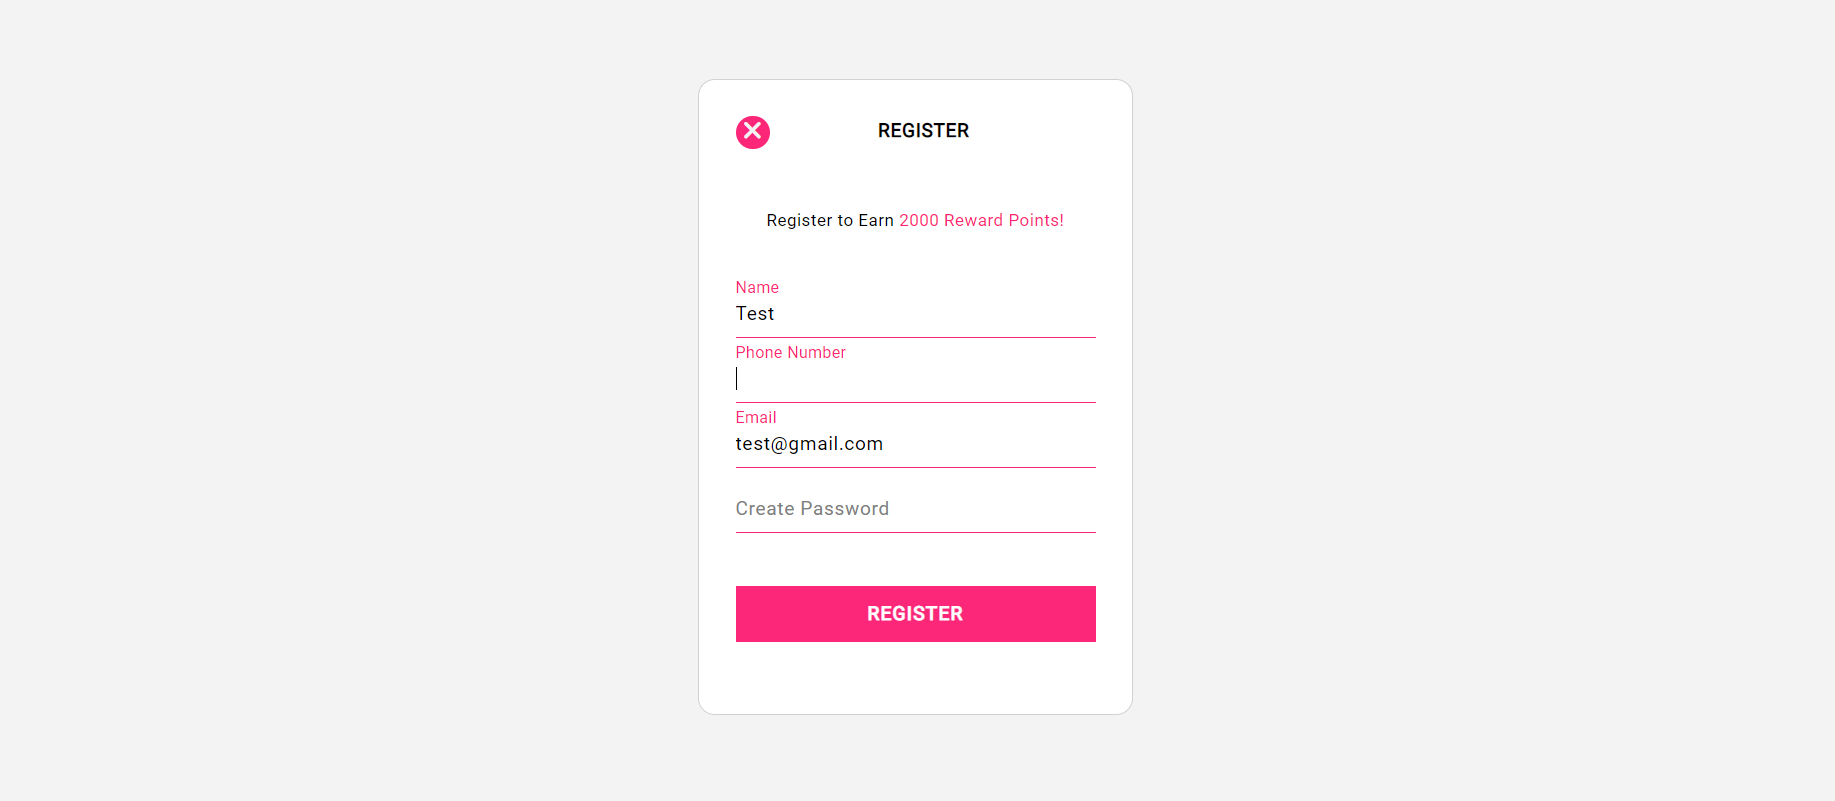 REGISTER
Register to Earn 2000 Reward Points!
Name
Test
Phone Number
Email
test@gmail.com
Create Password
REGISTER